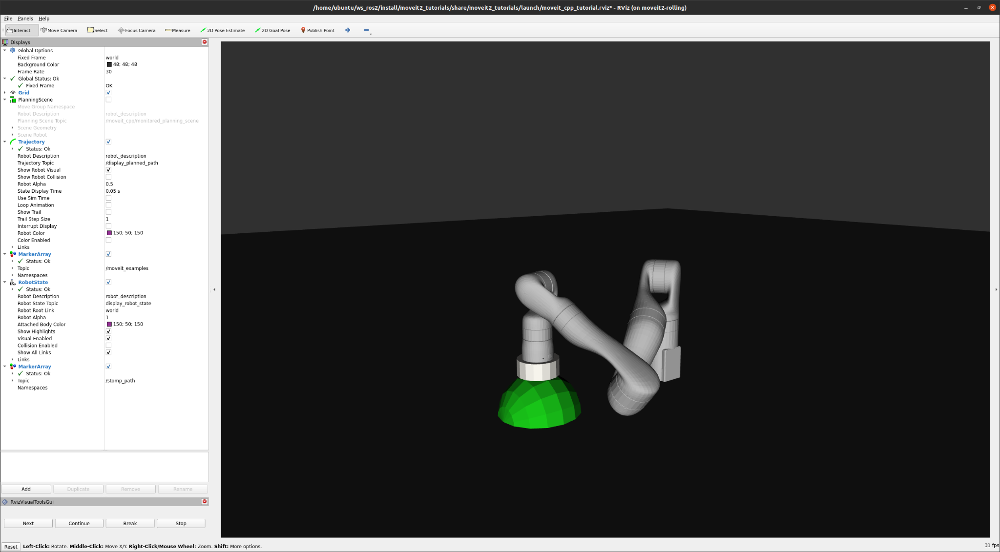 /home/ubuntu/ws_ros2/install/moveit2_tutorials/share/moveit2_tutorials/launch/moveit_cpp_tutorial.rviz* - RViz (on moveit2-rolling)
File Panels Help
Interact Move Camera Select Focus Camera Measure 2D Pose Estimate 2D Goal Pose Publish Point
Displays
Global Options
Fixed Frame world
Background Color 48; 48; 48
Frame Rate 30
Global Status: Ok
Fixed Frame OK
Grid
PlanningScene
Move Group Namespace
Robot Description robot_description
Planning Scene Topic /moveit_cpp/monitored_planning_scene
Scene Geometry
Scene Robot
Trajectory
Status: Ok
Robot Description robot_description
Trajectory Topic /display_planned_path
Show Robot Visual
Show Robot Collision
Robot Alpha 0.5
State Display Time 0.05 s
Use Sim Time
Loop Animation
Show Trail
Trail Step Size 1
Interrupt Display
Robot Color 150; 50; 150
Color Enabled
Links
MarkerArray
Status: Ok
Topic /moveit_examples
Namespaces
RobotState
Status: Ok
Robot Description robot_description
Robot State Topic display_robot_state
Robot Root Link world
Robot Alpha 1
Attached Body Color 150; 50; 150
Show Highlights
Visual Enabled
Collision Enabled
Show All Links
Links
MarkerArray
Status: Ok
Topic /stomp_path
Namespaces
Add Duplicate Remove Rename
RvizVisualToolsGui
Next Continue Break Stop
Reset Left-Click: Rotate. Middle-Click: Move X/Y. Right-Click/Mouse Wheel: Zoom. Shift: More options. 31 fps